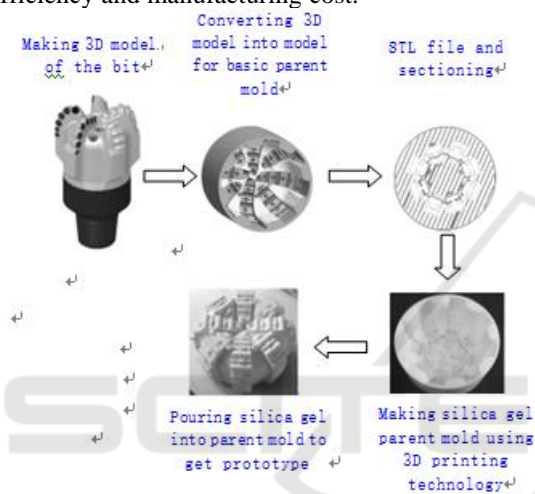 efficiency and manufacturing cost.
Making 3D model
of the bit↵
Converting 3D
model into model
for basic parent
mold↵
STL file and
sectioning↵
↵
↵
↵
↵
↵
↵
↵
Pouring silica gel
into parent mold to
get prototype ↵
Making silica gel
parent mold using
3D printing
technology↵